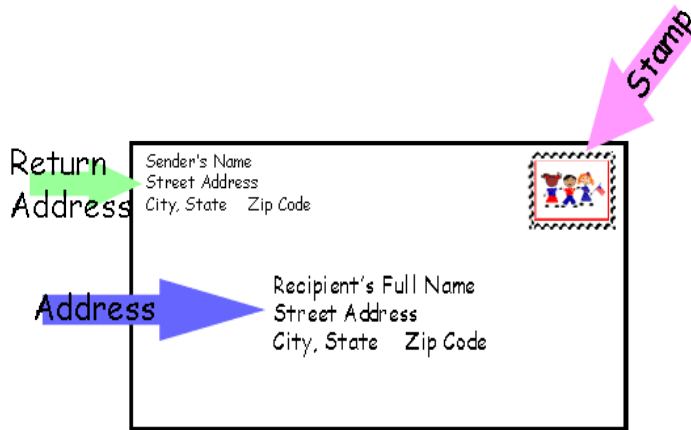 Stamp
Return
Address
Sender's Name
Street Address
City, State Zip Code
Address
Recipient's Full Name
Street Address
City, State Zip Code